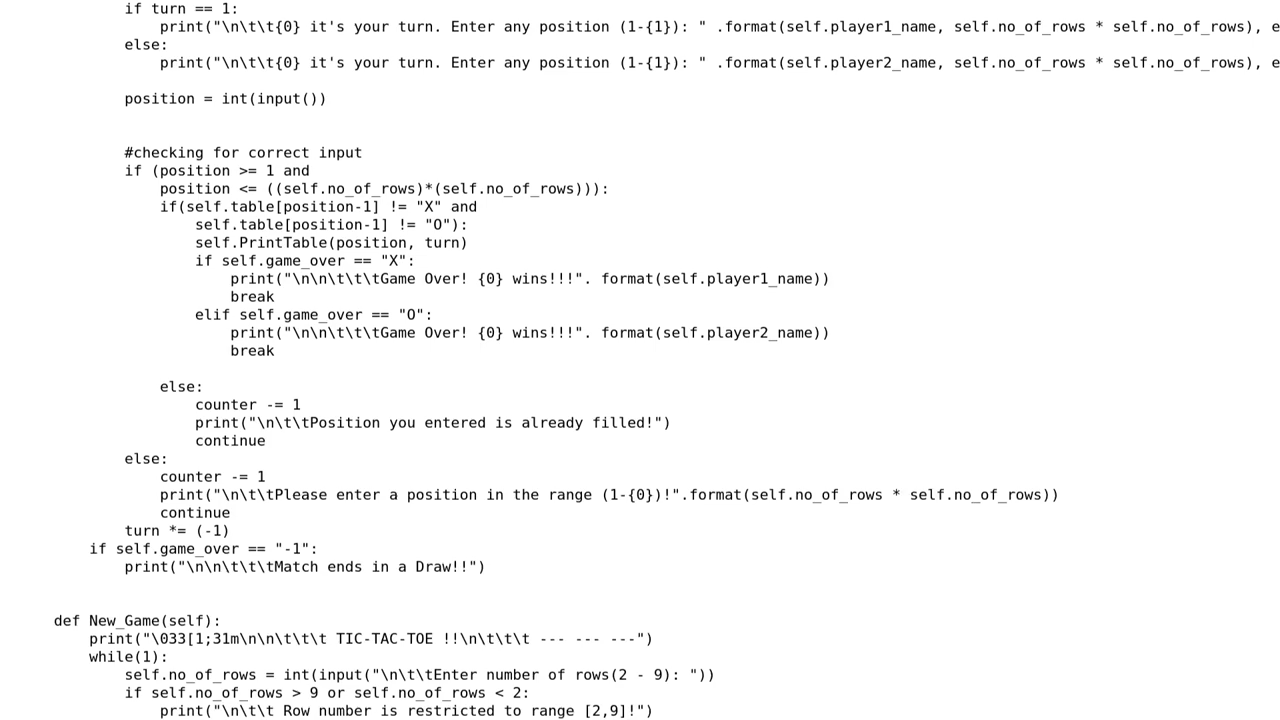 if turn == 1:
print("\n\t\t{0} it's your turn. Enter any position (1-{1}): " .format(self.player1_name, self.no_of_rows * self.no_of_rows), e
else:
print("\n\t\t{0} it's your turn. Enter any position (1-{1}): " .format(self.player2_name, self.no_of_rows * self.no_of_rows), e
position = int(input())
#checking for correct input
if (position >= 1 and
position <= ((self.no_of_rows)*(self.no_of_rows))):
if(self.table[position-1] != "X" and
self.table[position-1] != "O"):
self.PrintTable(position, turn)
if self.game_over == "X":
print("\n\n\t\t\tGame Over! {0} wins!!!". format(self.player1_name))
break
elif self.game_over == "O":
print("\n\n\t\t\tGame Over! {0} wins!!!". format(self.player2_name))
break
else:
counter -= 1
print("\n\t\tPosition you entered is already filled!")
continue
else:
counter -= 1
print("\n\t\tPlease enter a position in the range (1-{0})!".format(self.no_of_rows * self.no_of_rows))
continue
turn *= (-1)
if self.game_over == "-1":
print("\n\n\t\t\tMatch ends in a Draw!!")
def New_Game(self):
print("\033[1;31m\n\n\t\t\t TIC-TAC-TOE !!\n\t\t\t --- --- ---")
while(1):
self.no_of_rows = int(input("\n\t\tEnter number of rows(2 - 9): "))
if self.no_of_rows > 9 or self.no_of_rows < 2:
print("\n\t\t Row number is restricted to range [2,9]!")